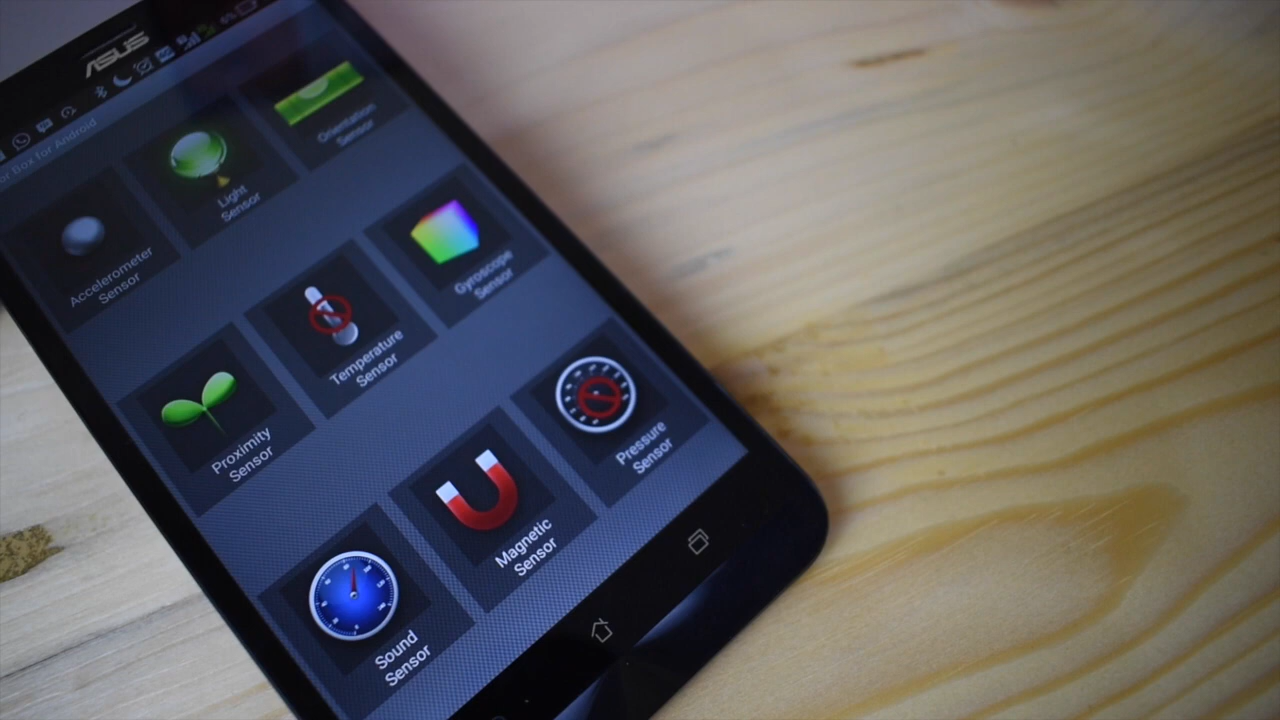 ASUS
or Box for Android
Accelerometer
Sensor
Light
Sensor
Orientation
Sensor
Proximity
Sensor
Temperature
Sensor
Gyroscope
Sensor
Sound
Sensor
Magnetic
Sensor
Pressure
Sensor